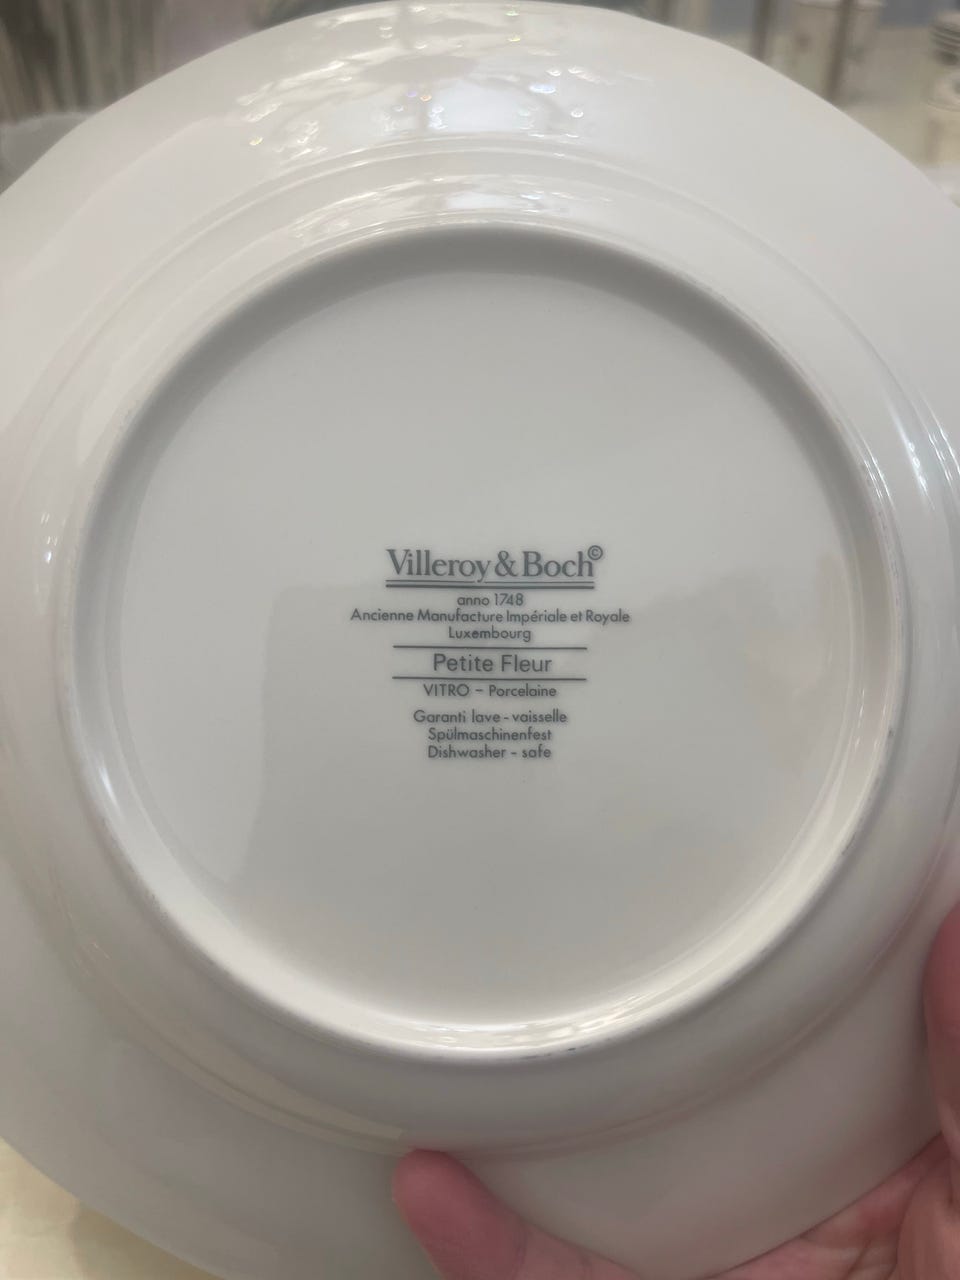 Villeroy & Boch©
anno 1748
Ancienne Manufacture Impériale et Royale
Luxembourg
Petite Fleur
VITRO – Porcelaine
Garanti lave - vaisselle
Spülmaschinenfest
Dishwasher - safe